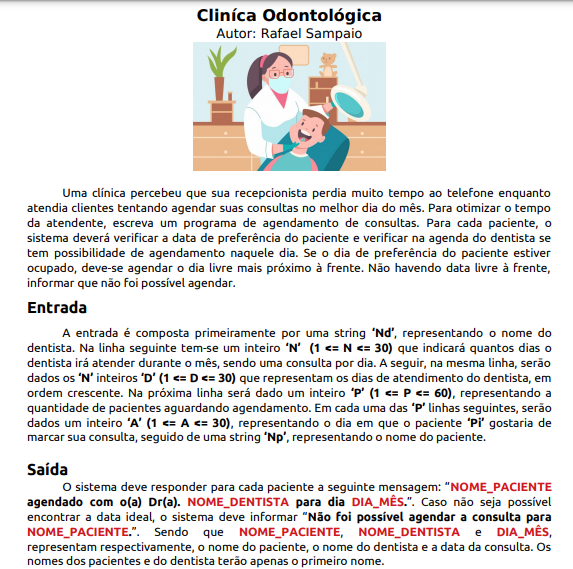 Cliníca Odontológica
Autor: Rafael Sampaio
Uma clínica percebeu que sua recepcionista perdia muito tempo ao telefone enquanto
atendia clientes tentando agendar suas consultas no melhor dia do mês. Para otimizar o tempo
da atendente, escreva um programa de agendamento de consultas. Para cada paciente, o
sistema deverá verificar a data de preferência do paciente e verificar na agenda do dentista se
tem possibilidade de agendamento naquele dia. Se o dia de preferência do paciente estiver
ocupado, deve-se agendar o dia livre mais próximo à frente. Não havendo data livre à frente,
informar que não foi possível agendar.
Entrada
A entrada é composta primeiramente por uma string ‘Nd’, representando o nome do
dentista. Na linha seguinte tem-se um inteiro ‘N’ (1 <= N <= 30) que indicará quantos dias o
dentista irá atender durante o mês, sendo uma consulta por dia. A seguir, na mesma linha, serão
dados os ‘N’ inteiros ‘D’ (1 <= D <= 30) que representam os dias de atendimento do dentista, em
ordem crescente. Na próxima linha será dado um inteiro ‘P’ (1 <= P <= 60), representando a
quantidade de pacientes aguardando agendamento. Em cada uma das ‘P’ linhas seguintes, serão
dados um inteiro ‘A’ (1 <= A <= 30), representando o dia em que o paciente ‘Pi’ gostaria de
marcar sua consulta, seguido de uma string ‘Np’, representando o nome do paciente.
Saída
O sistema deve responder para cada paciente a seguinte mensagem: “NOME_PACIENTE
agendado com o(a) Dr(a). NOME_DENTISTA para dia DIA_MÊS.”. Caso não seja possível
encontrar a data ideal, o sistema deve informar “Não foi possível agendar a consulta para
NOME_PACIENTE.”. Sendo que NOME_PACIENTE, NOME_DENTISTA e DIA_MÊS,
representam respectivamente, o nome do paciente, o nome do dentista e a data da consulta. Os
nomes dos pacientes e do dentista terão apenas o primeiro nome.